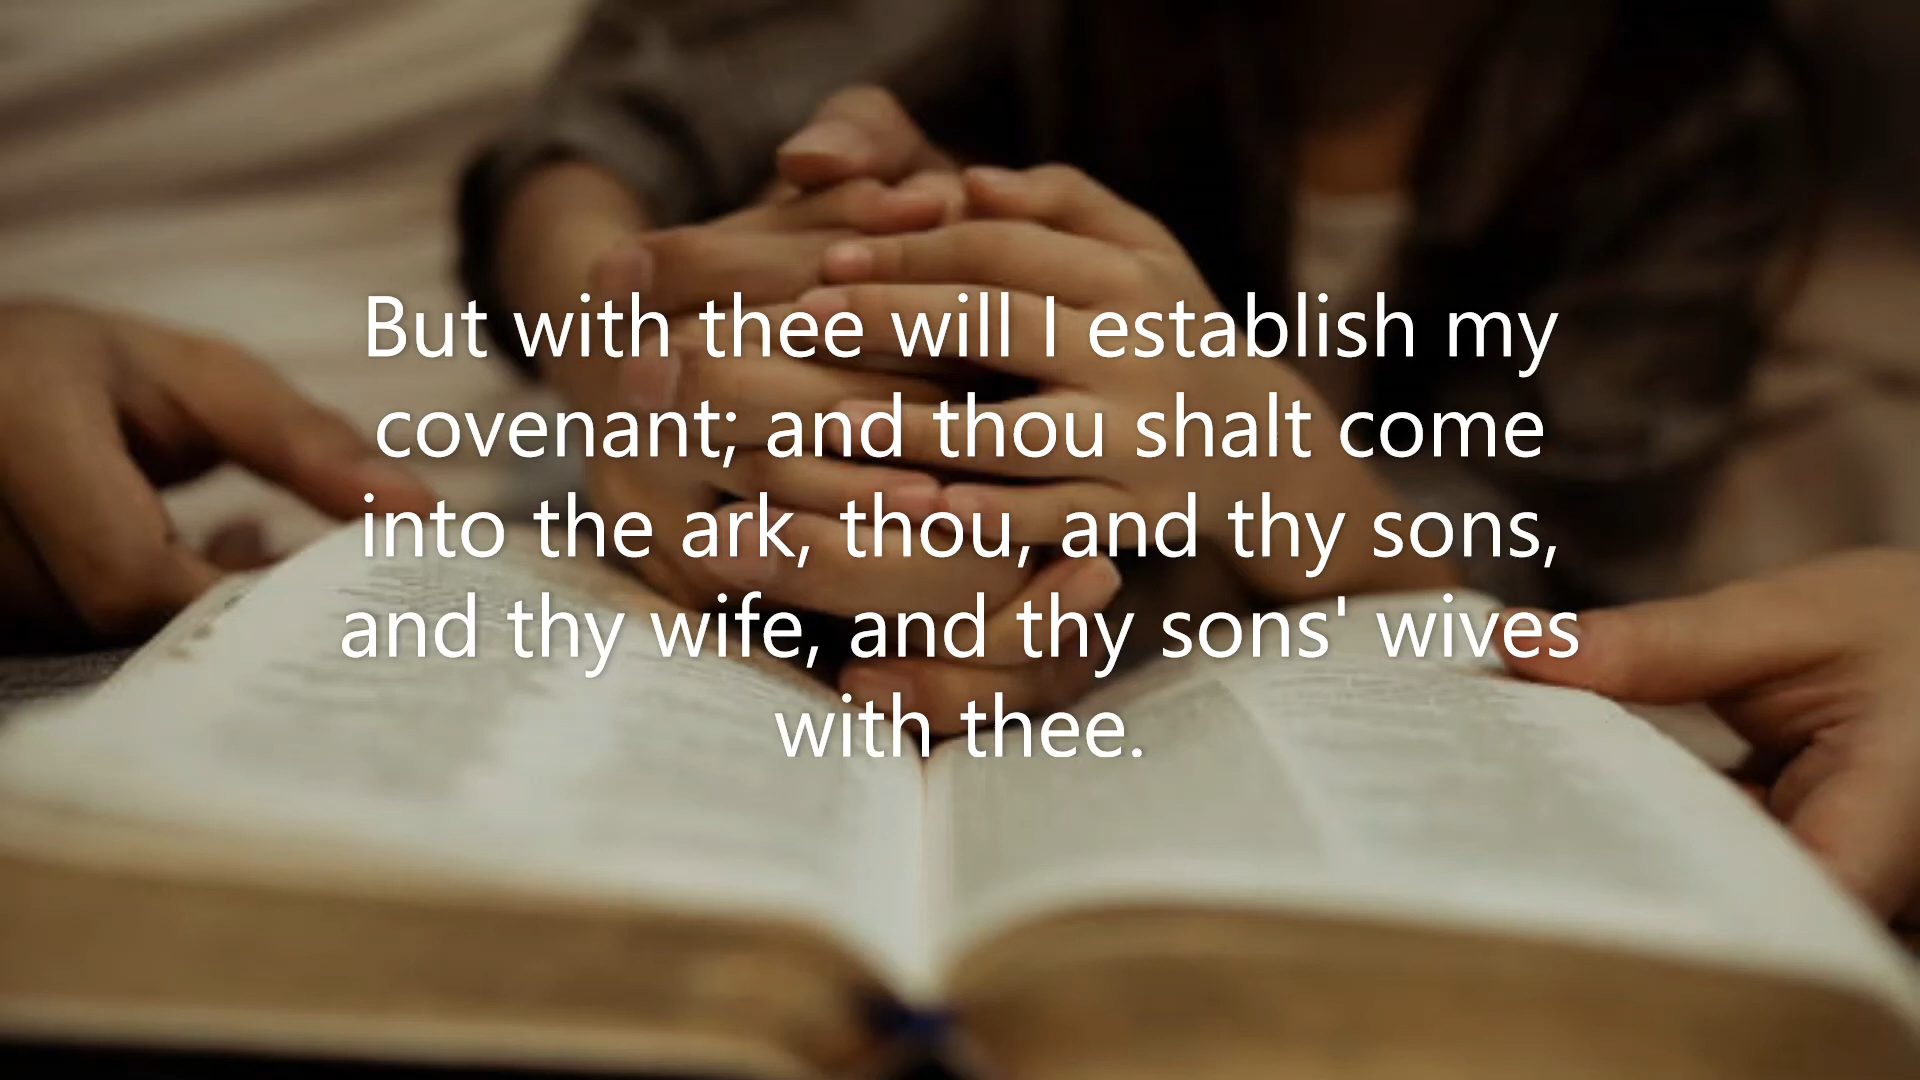 But with thee will I establish my
covenant; and thou shalt come
into the ark, thou, and thy sons,
and thy wife, and thy sons' wives
with thee.